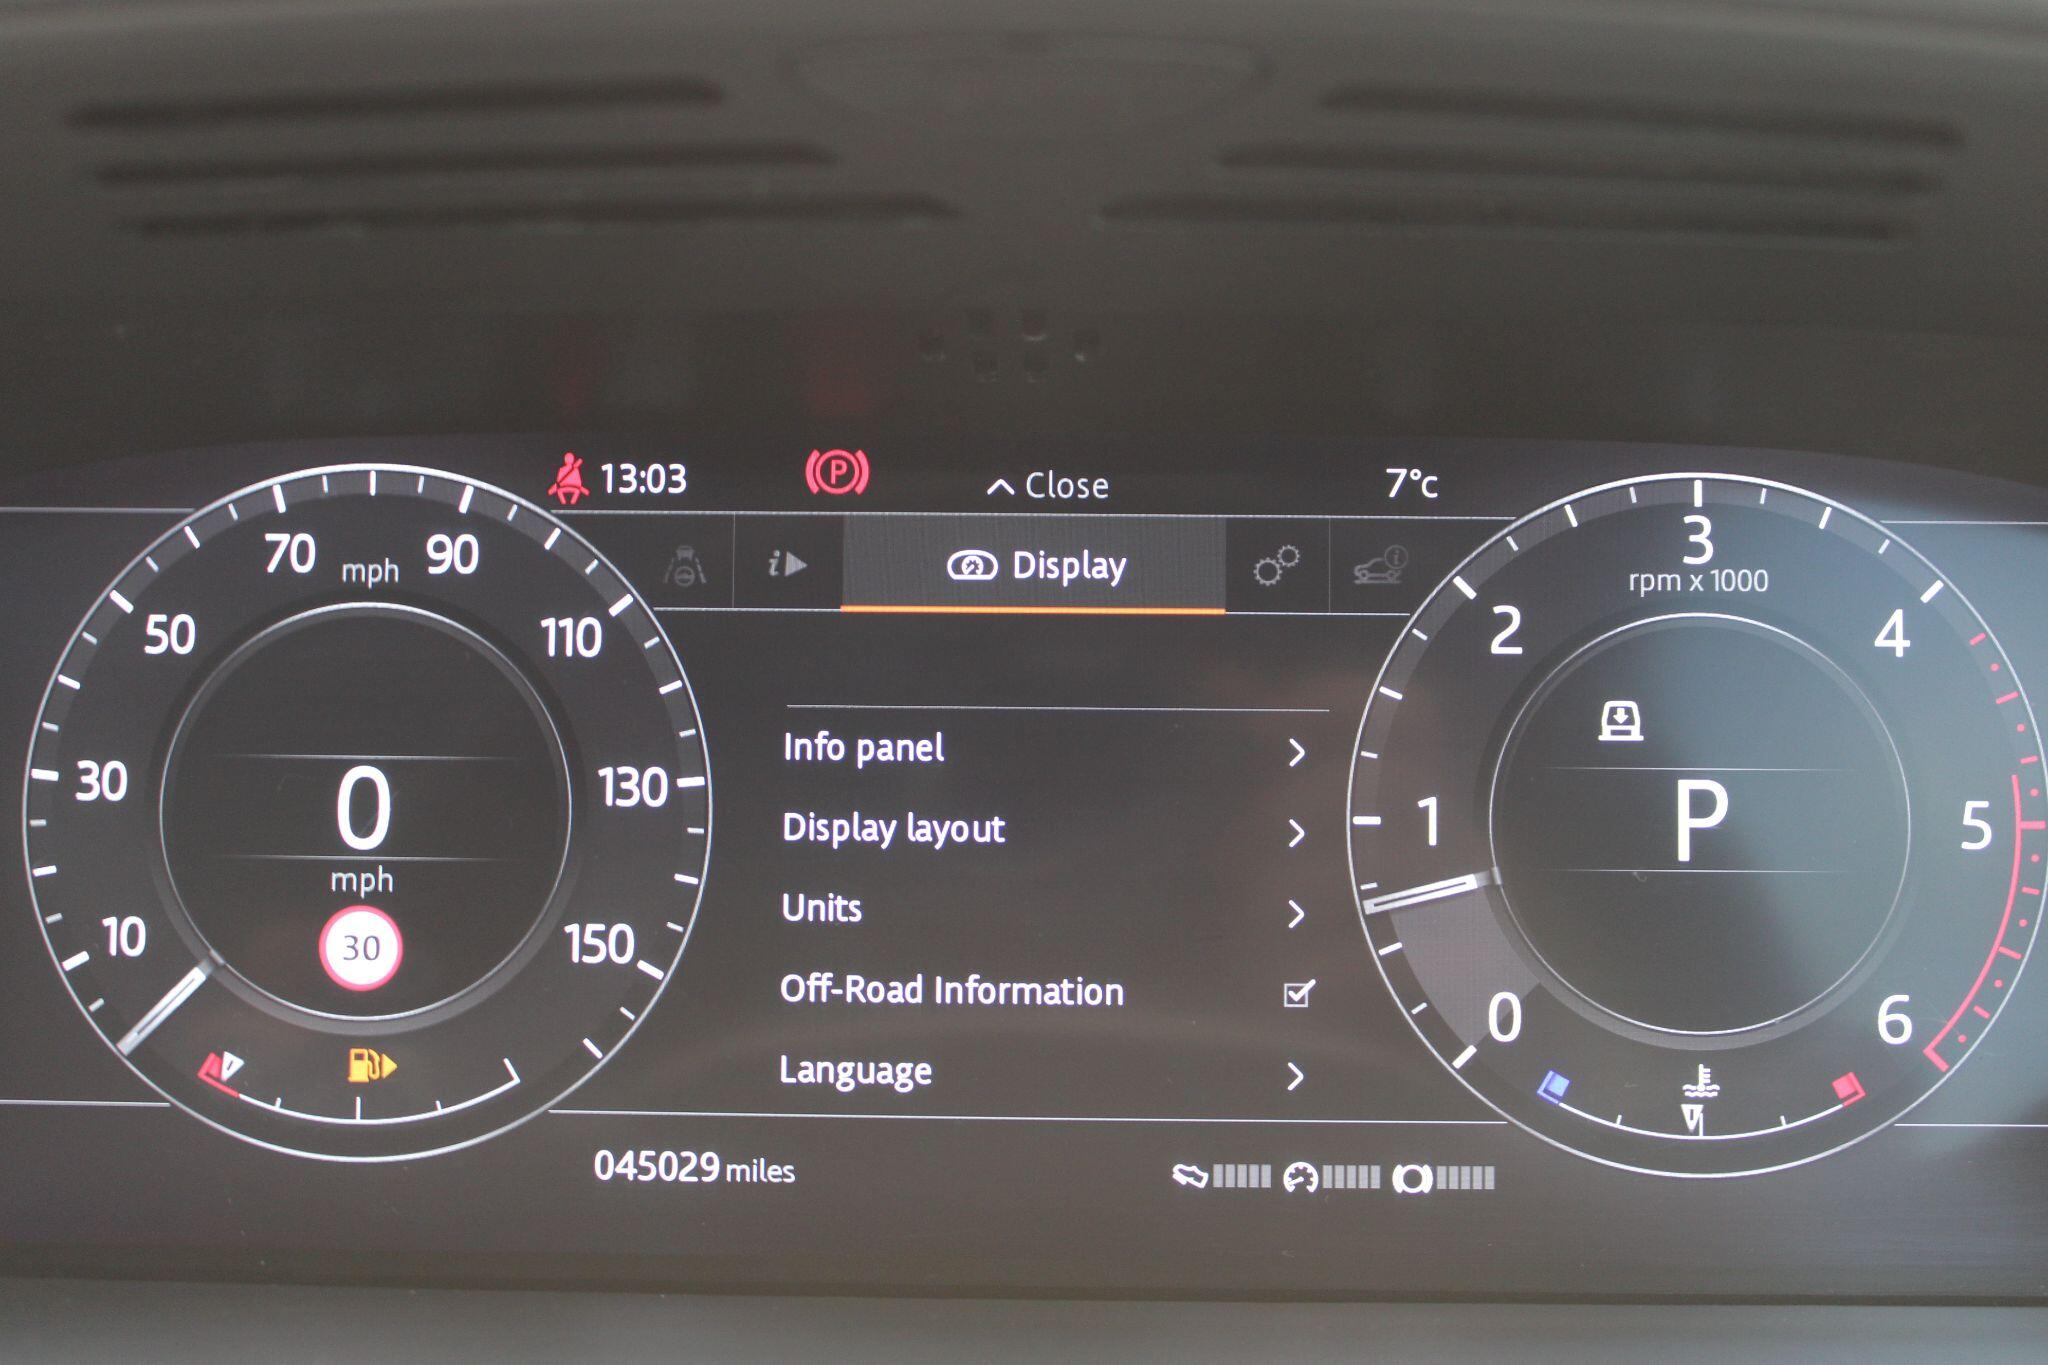 13:03
Close
7°c
Display
10
30
50
70
mph
90
110
130
150
0
mph
30
Info panel
Display layout
Units
Off-Road Information
Language
0
1
2
3
rpm x 1000
4
5
6
P
045029 miles